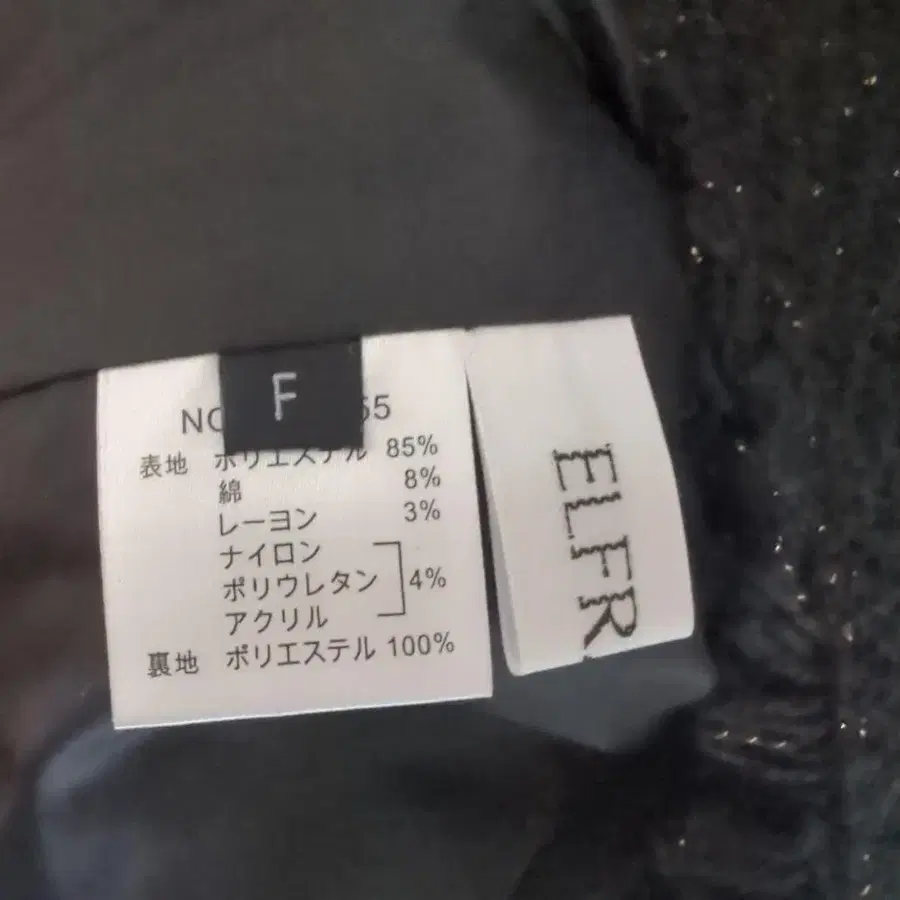 F
NO 55
表地 ポリエステル 85%
綿 8%
レーヨン 3%
ナイロン
ポリウレタン 4%
アクリル
裏地 ポリエステル 100%
ELFR